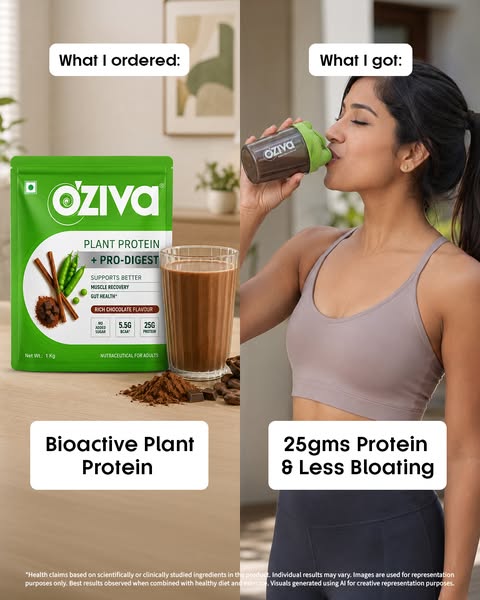 What I ordered:
What I got:
OZIVA
PLANT PROTEIN
+ PRO-DIGEST
SUPPORTS BETTER
MUSCLE RECOVERY
GUT HEALTH*
RICH CHOCOLATE FLAVOUR
NO ADDED SUGAR
5.5G BCAA*
25G PROTEIN
Net Wt.: 1 Kg
NUTRACEUTICAL FOR ADULTS
OZIVA
Bioactive Plant
Protein
25gms Protein
& Less Bloating
*Health claims based on scientifically or clinically studied ingredients in the product. Individual results may vary. Images are used for representation
purposes only. Best results observed when combined with healthy diet and exercise. Visuals generated using AI for creative representation purposes.